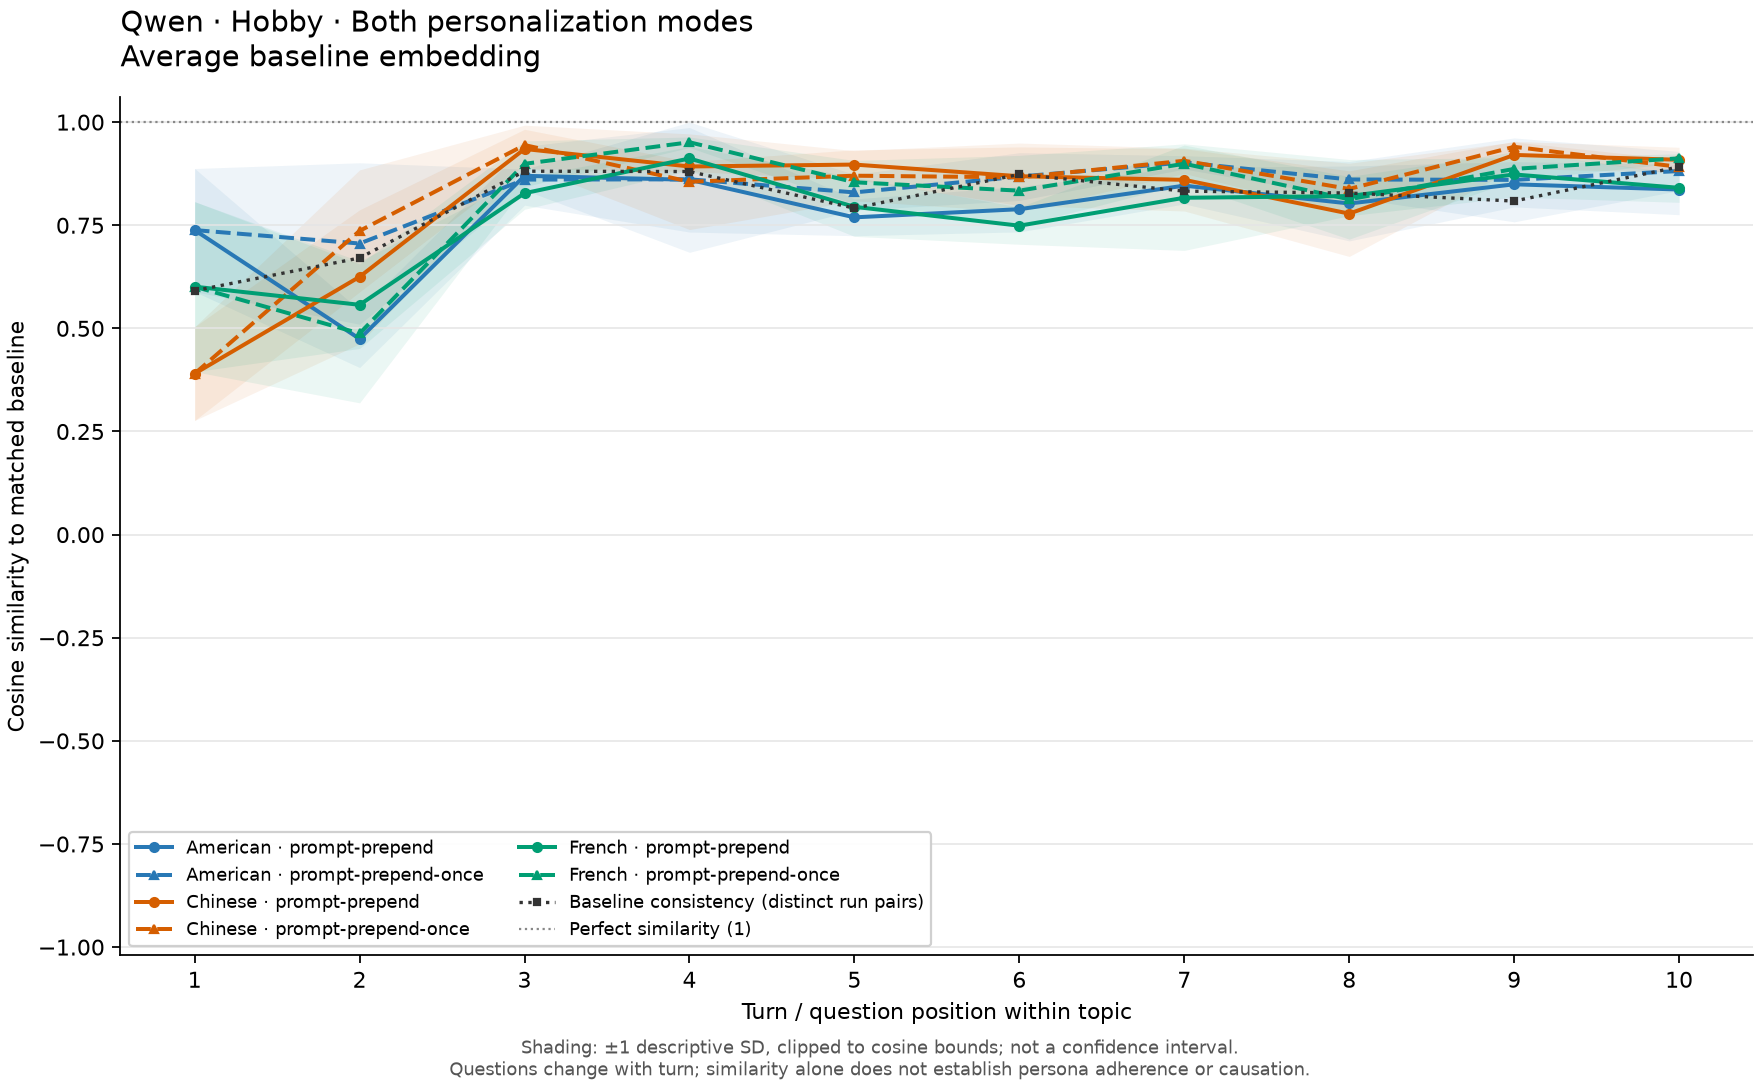 Qwen · Hobby · Both personalization modes
Average baseline embedding
Cosine similarity to matched baseline
1.00
0.75
0.50
0.25
0.00
−0.25
−0.50
−0.75
−1.00
American · prompt-prepend
American · prompt-prepend-once
Chinese · prompt-prepend
Chinese · prompt-prepend-once
French · prompt-prepend
French · prompt-prepend-once
Baseline consistency (distinct run pairs)
Perfect similarity (1)
1 2 3 4 5 6 7 8 9 10
Turn / question position within topic
Shading: ±1 descriptive SD, clipped to cosine bounds; not a confidence interval.
Questions change with turn; similarity alone does not establish persona adherence or causation.